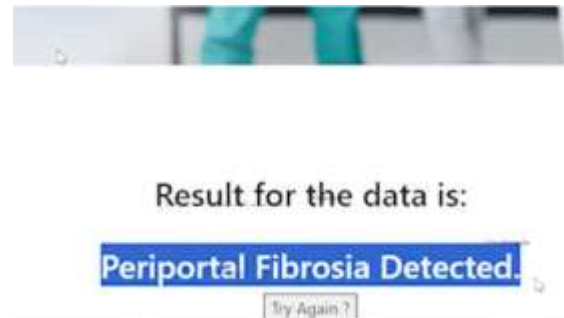 Result for the data is:
Periportal Fibrosia Detected.
Try Again ?